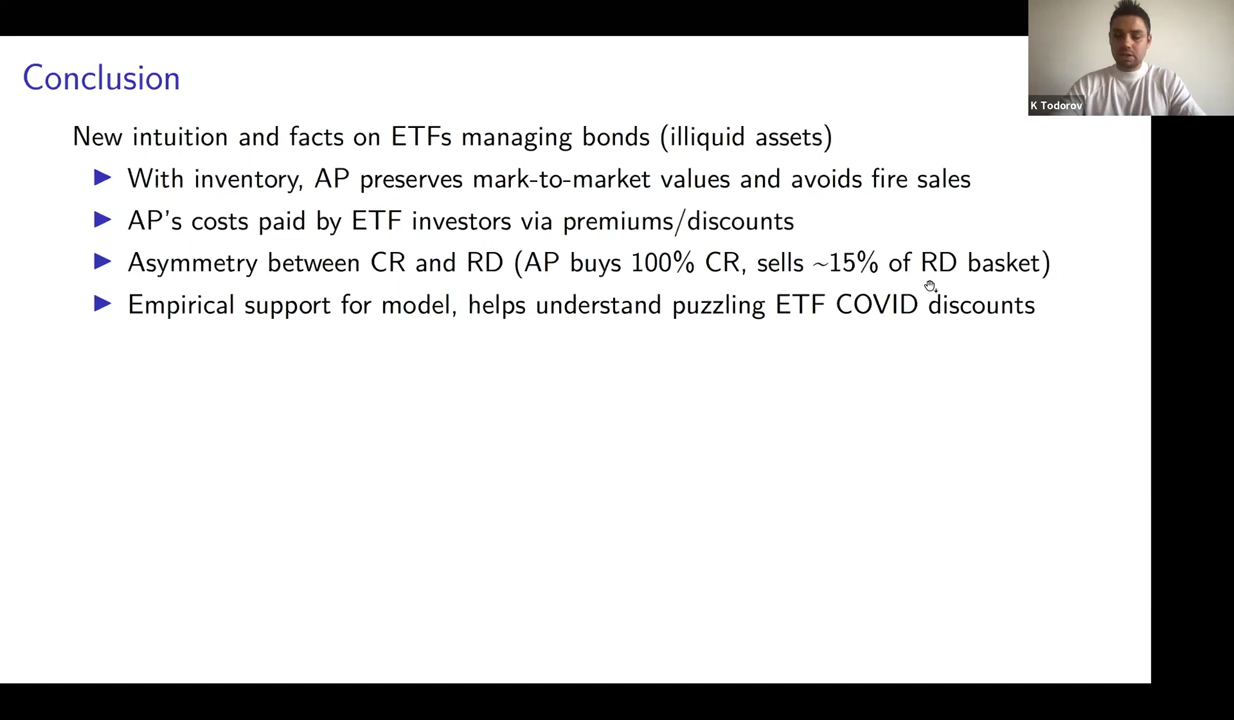 Conclusion
New intuition and facts on ETFs managing bonds (illiquid assets)
▶ With inventory, AP preserves mark-to-market values and avoids fire sales
▶ AP's costs paid by ETF investors via premiums/discounts
▶ Asymmetry between CR and RD (AP buys 100% CR, sells ~15% of RD basket)
▶ Empirical support for model, helps understand puzzling ETF COVID discounts
K Todorov